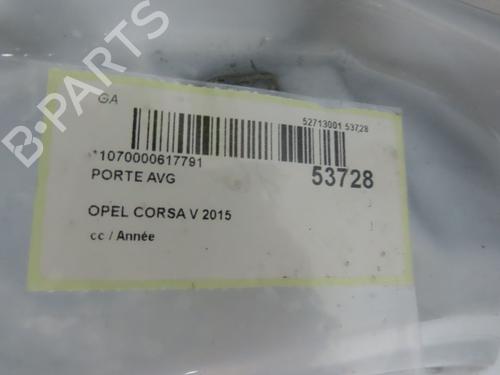 B-PARTS
GA
52713001 53728
*1070000617791
53728
PORTE AVG
OPEL CORSA V 2015
cc / Année